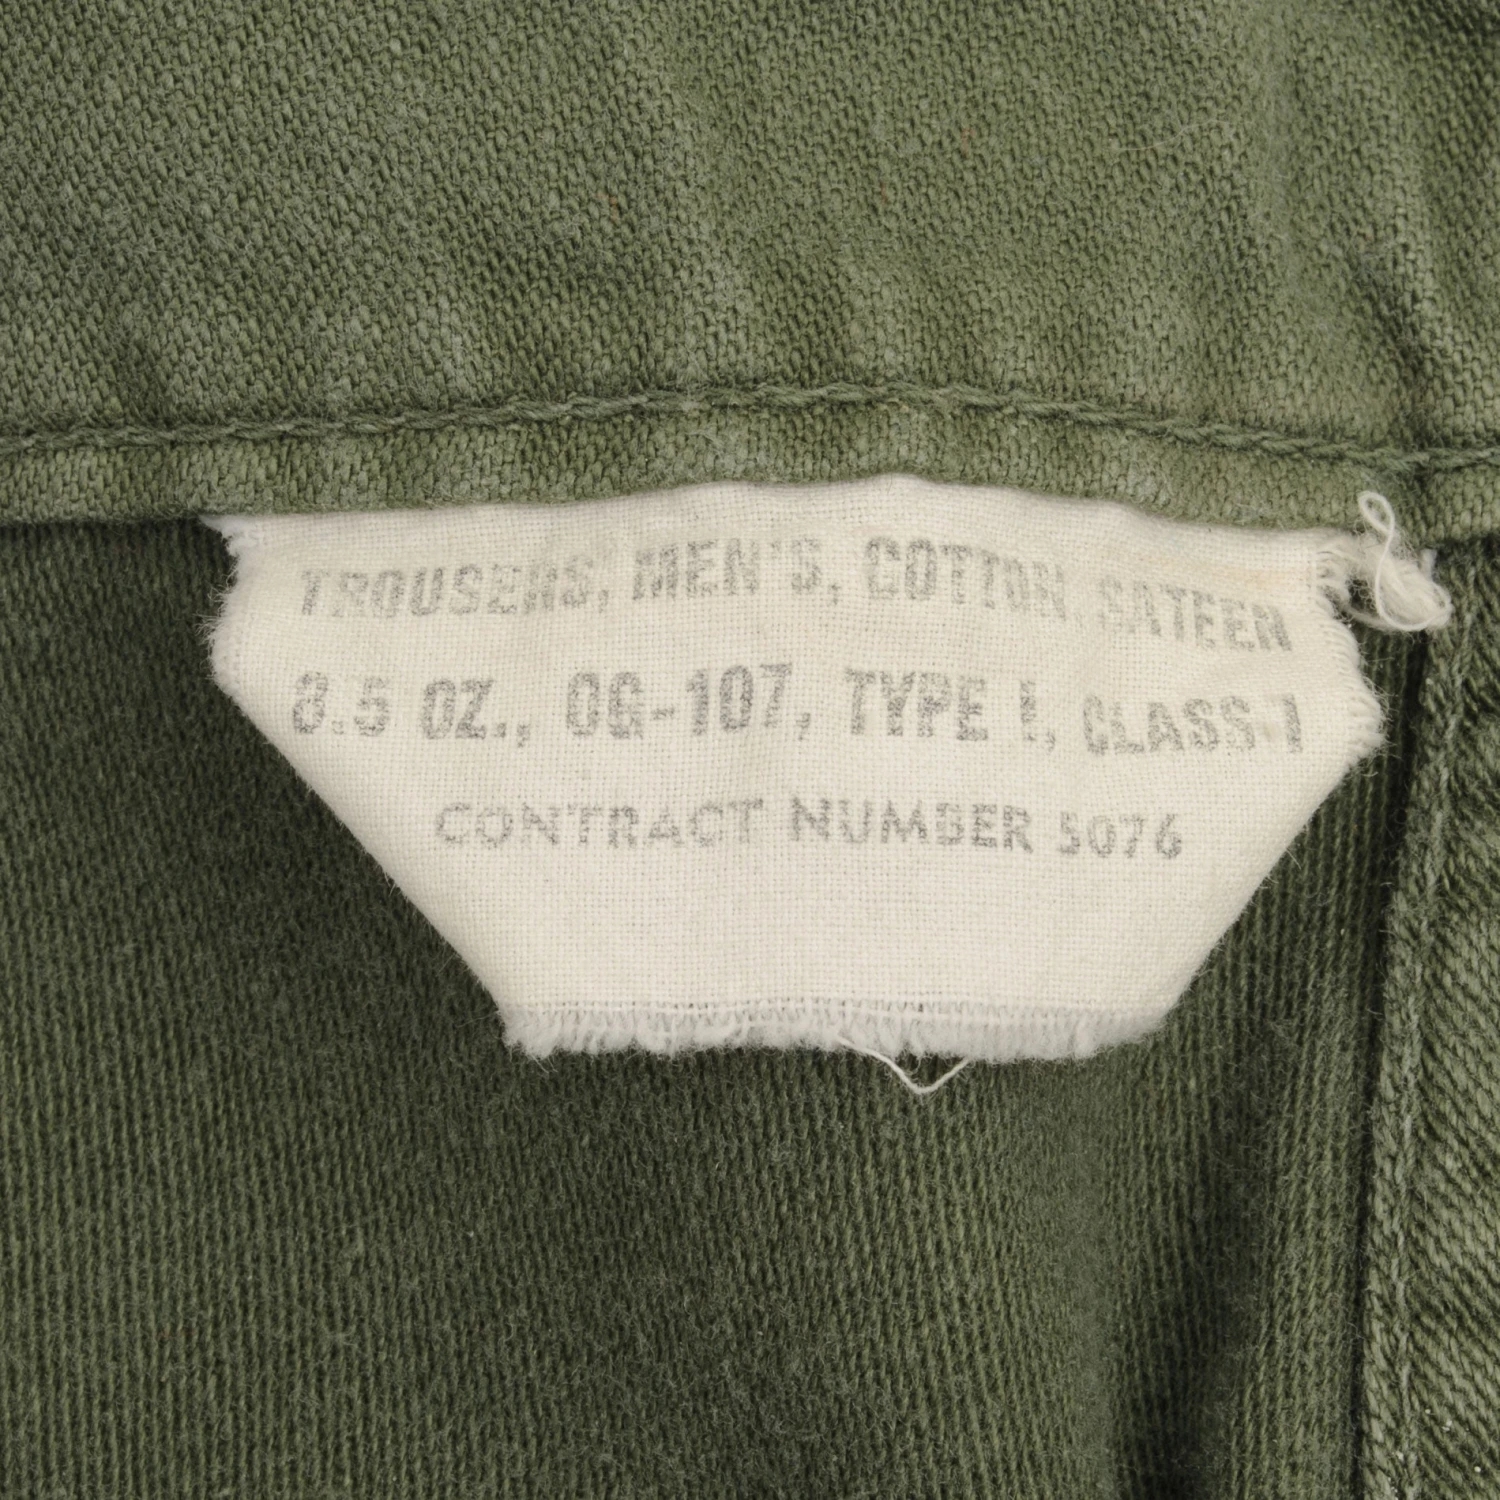 TROUSERS, MEN'S, COTTON SATEEN
8.5 OZ., OG-107, TYPE I, CLASS 1
CONTRACT NUMBER 5076